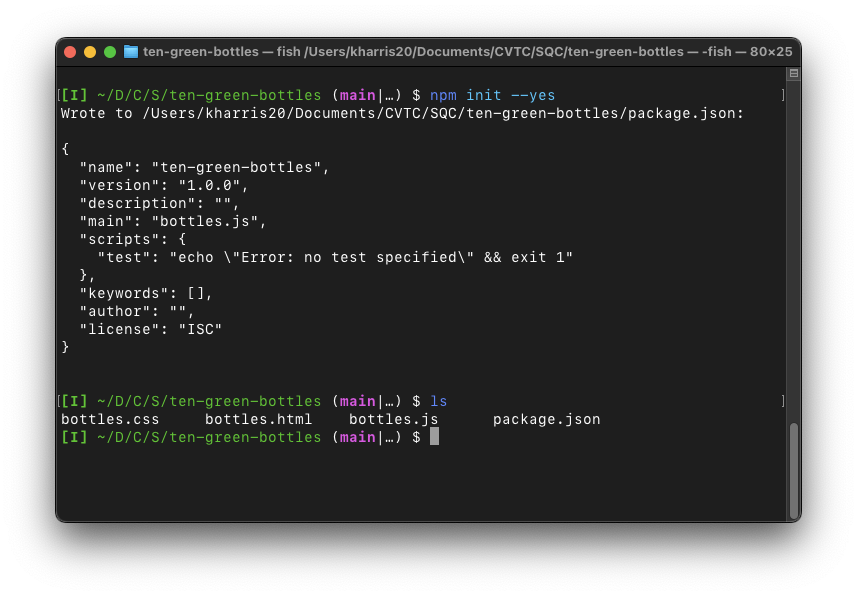 ten-green-bottles — fish /Users/kharris20/Documents/CVTC/SQC/ten-green-bottles — -fish — 80×25
[[I] ~/D/C/S/ten-green-bottles (main|…) $ npm init --yes ]
Wrote to /Users/kharris20/Documents/CVTC/SQC/ten-green-bottles/package.json:
{
  "name": "ten-green-bottles",
  "version": "1.0.0",
  "description": "",
  "main": "bottles.js",
  "scripts": {
    "test": "echo \"Error: no test specified\" && exit 1"
  },
  "keywords": [],
  "author": "",
  "license": "ISC"
}
[[I] ~/D/C/S/ten-green-bottles (main|…) $ ls ]
bottles.css     bottles.html    bottles.js      package.json
[I] ~/D/C/S/ten-green-bottles (main|…) $